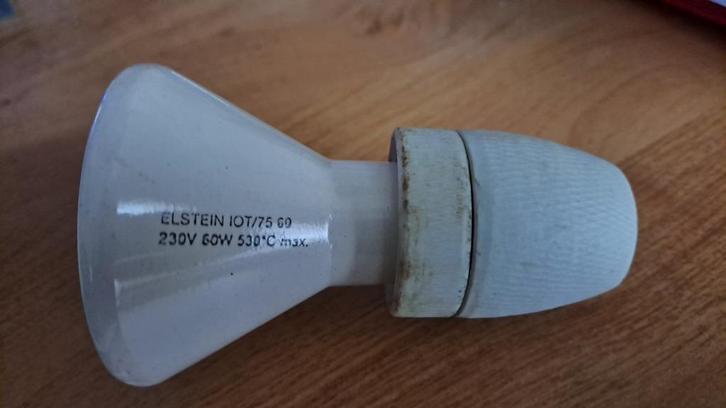 ELSTEIN IOT/75 60
230V 60W 530°C max.